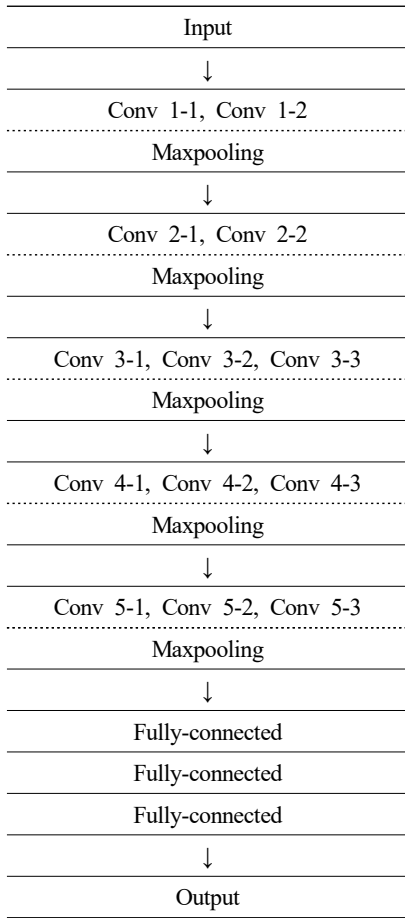 Input
↓
Conv 1-1, Conv 1-2
Maxpooling
↓
Conv 2-1, Conv 2-2
Maxpooling
↓
Conv 3-1, Conv 3-2, Conv 3-3
Maxpooling
↓
Conv 4-1, Conv 4-2, Conv 4-3
Maxpooling
↓
Conv 5-1, Conv 5-2, Conv 5-3
Maxpooling
↓
Fully-connected
Fully-connected
Fully-connected
↓
Output